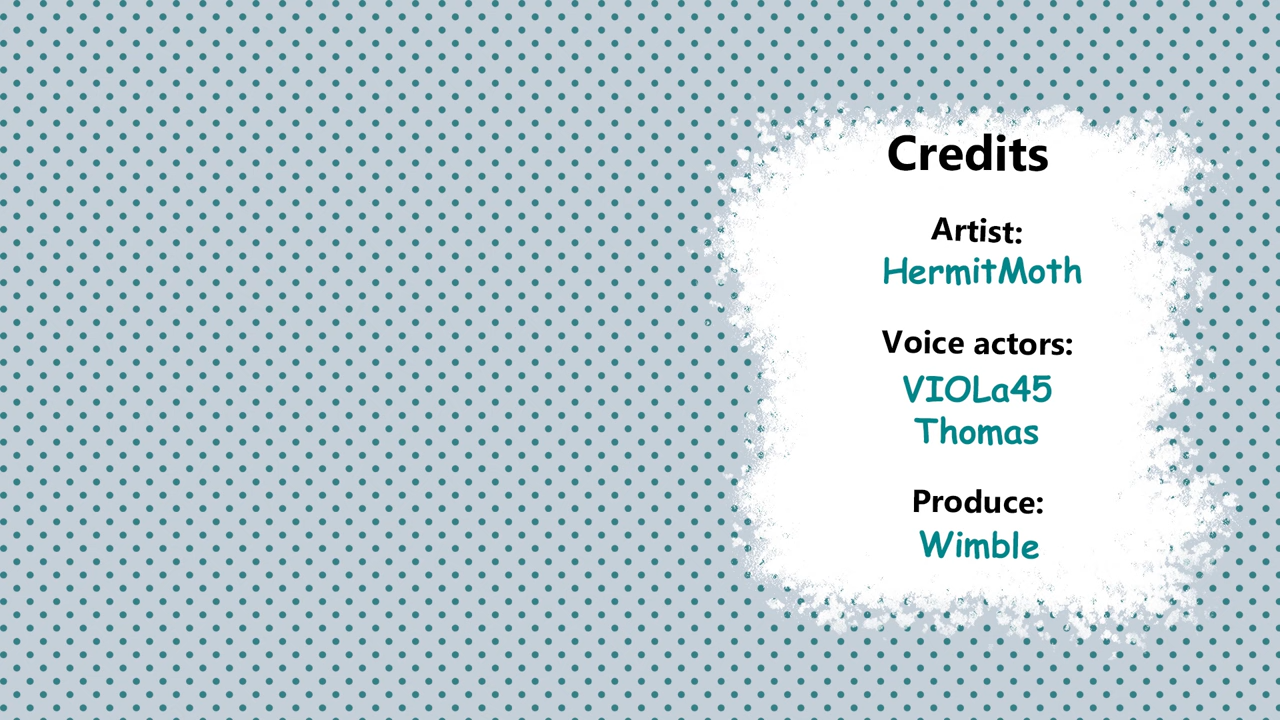 Credits
Artist:
HermitMoth
Voice actors:
VIOLa45
Thomas
Produce:
Wimble